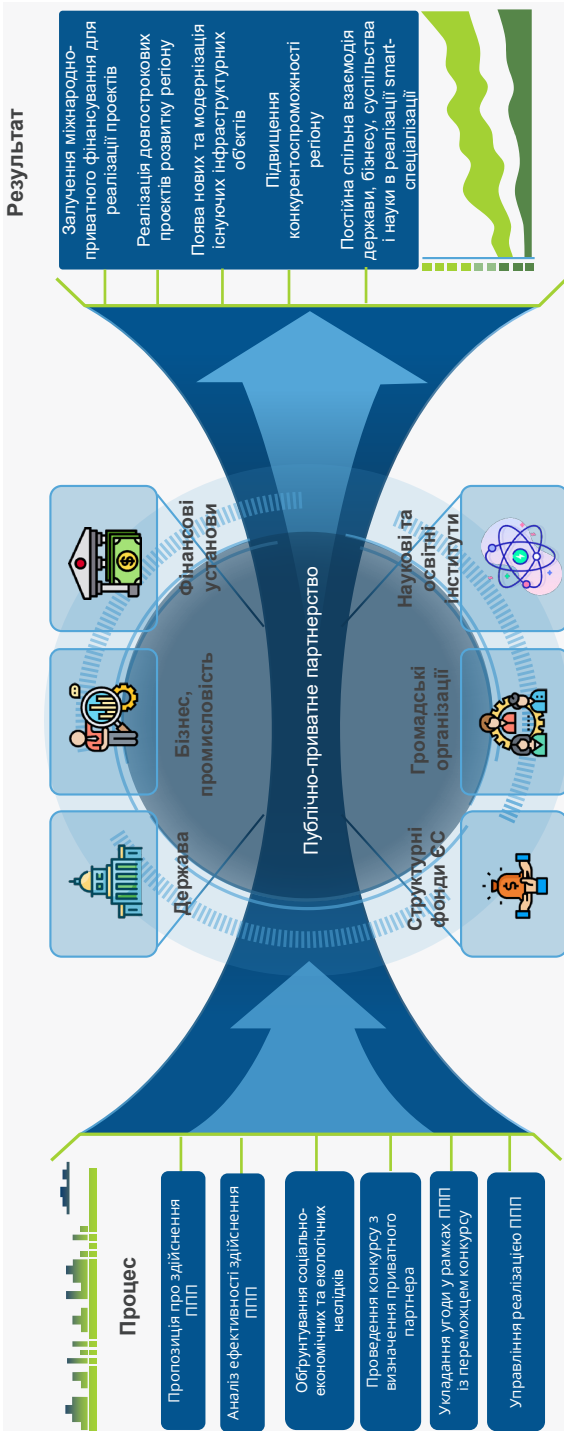 Процес
Пропозиція про здійснення
ППП
Аналіз ефективності здійснення
ППП
Обґрунтування соціально-
економічних та екологічних
наслідків
Проведення конкурсу з
визначення приватного
партнера
Укладання угоди у рамках ППП
із переможцем конкурсу
Управління реалізацією ППП
Держава
Бізнес,
промисловість
Фінансові
установи
Публічно-приватне партнерство
Структурні
фонди ЄС
Громадські
організації
Наукові та
освітні
інститути
Результат
Залучення міжнародно-
приватного фінансування для
реалізації проектів
Реалізація довгострокових
проєктів розвитку регіону
Поява нових та модернізація
існуючих інфраструктурних
об'єктів
Підвищення
конкурентоспроможності
регіону
Постійна спільна взаємодія
держави, бізнесу, суспільства
і науки в реалізації smart-
спеціалізації